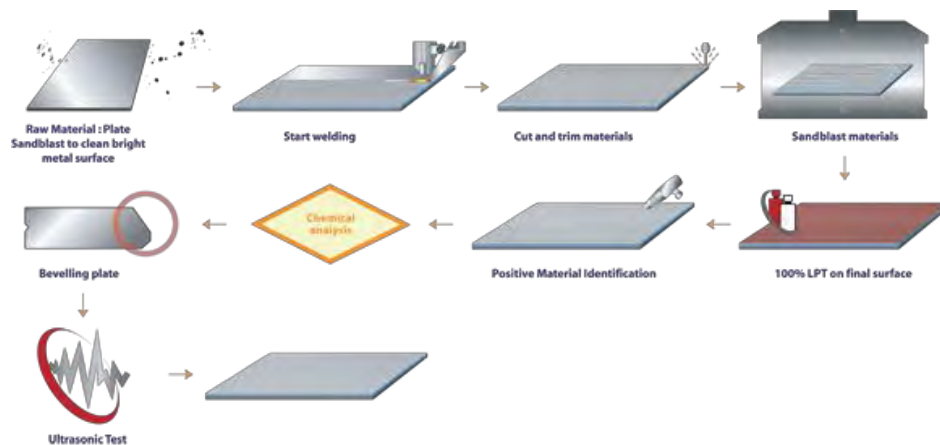 Raw Material : Plate
Sandblast to clean bright
metal surface
Start welding
Cut and trim materials
Sandblast materials
Bevelling plate
Chemical
analysis
Positive Material Identification
100% LPT on final surface
Ultrasonic Test